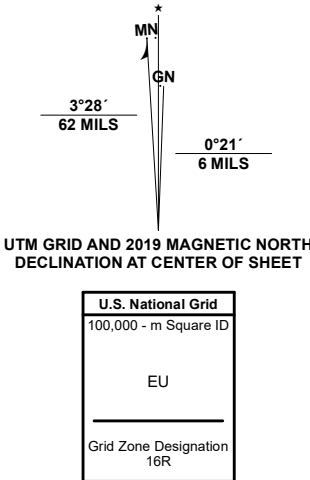 ★
MN
GN
3°28´
62 MILS
0°21´
6 MILS
UTM GRID AND 2019 MAGNETIC NORTH
DECLINATION AT CENTER OF SHEET
U.S. National Grid
100,000 - m Square ID
EU
Grid Zone Designation
16R